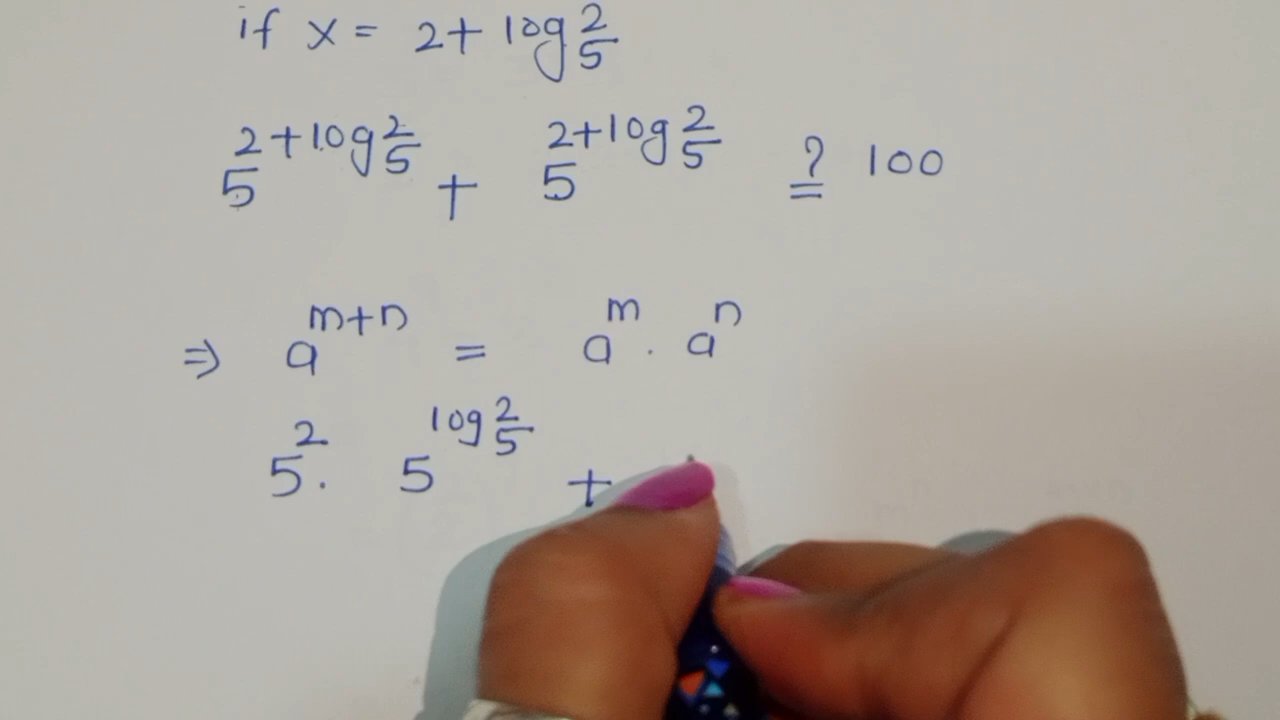 if x = 2 + log 2/5
5^(2+log 2/5) + 5^(2+log 2/5) ≟ 100
⇒ a^(m+n) = a^m . a^n
5^2 . 5^(log 2/5) +